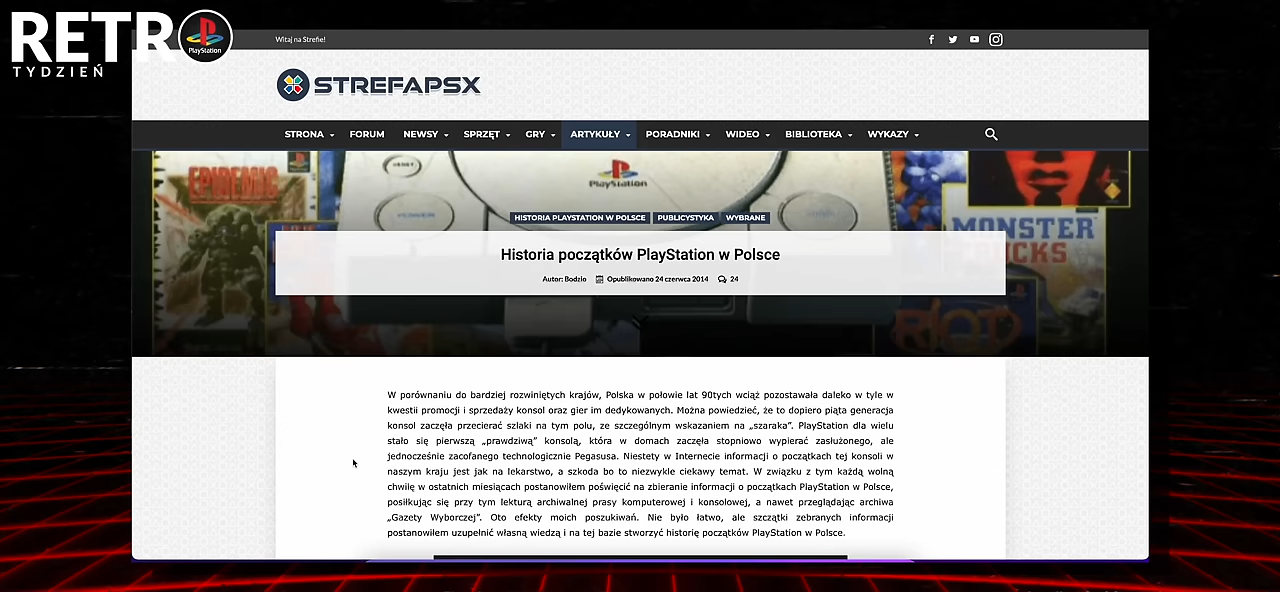 RETR
PlayStation
TYDZIEŃ
Witaj na Strefie!
STREFAPSX
STRONA FORUM NEWSY SPRZĘT GRY ARTYKUŁY PORADNIKI WIDEO BIBLIOTEKA WYKAZY
EPIDEMIC
RESET
PlayStation
POWER
MONSTER
TRUCKS
RIOT
HISTORIA PLAYSTATION W POLSCE PUBLICYSTYKA WYBRANE
Historia początków PlayStation w Polsce
Autor: Bodzio Opublikowano 24 czerwca 2014 24
W porównaniu do bardziej rozwiniętych krajów, Polska w połowie lat 90tych wciąż pozostawała daleko w tyle w
kwestii promocji i sprzedaży konsol oraz gier im dedykowanych. Można powiedzieć, że to dopiero piąta generacja
konsol zaczęła przecierać szlaki na tym polu, ze szczególnym wskazaniem na „szaraka”. PlayStation dla wielu
stało się pierwszą „prawdziwą” konsolą, która w domach zaczęła stopniowo wypierać zasłużonego, ale
jednocześnie zacofanego technologicznie Pegasusa. Niestety w Internecie informacji o początkach tej konsoli w
naszym kraju jest jak na lekarstwo, a szkoda bo to niezwykle ciekawy temat. W związku z tym każdą wolną
chwilę w ostatnich miesiącach postanowiłem poświęcić na zbieranie informacji o początkach PlayStation w Polsce,
posiłkując się przy tym lekturą archiwalnej prasy komputerowej i konsolowej, a nawet przeglądając archiwa
„Gazety Wyborczej”. Oto efekty moich poszukiwań. Nie było łatwo, ale szczątki zebranych informacji
postanowiłem uzupełnić własną wiedzą i na tej bazie stworzyć historię początków PlayStation w Polsce.